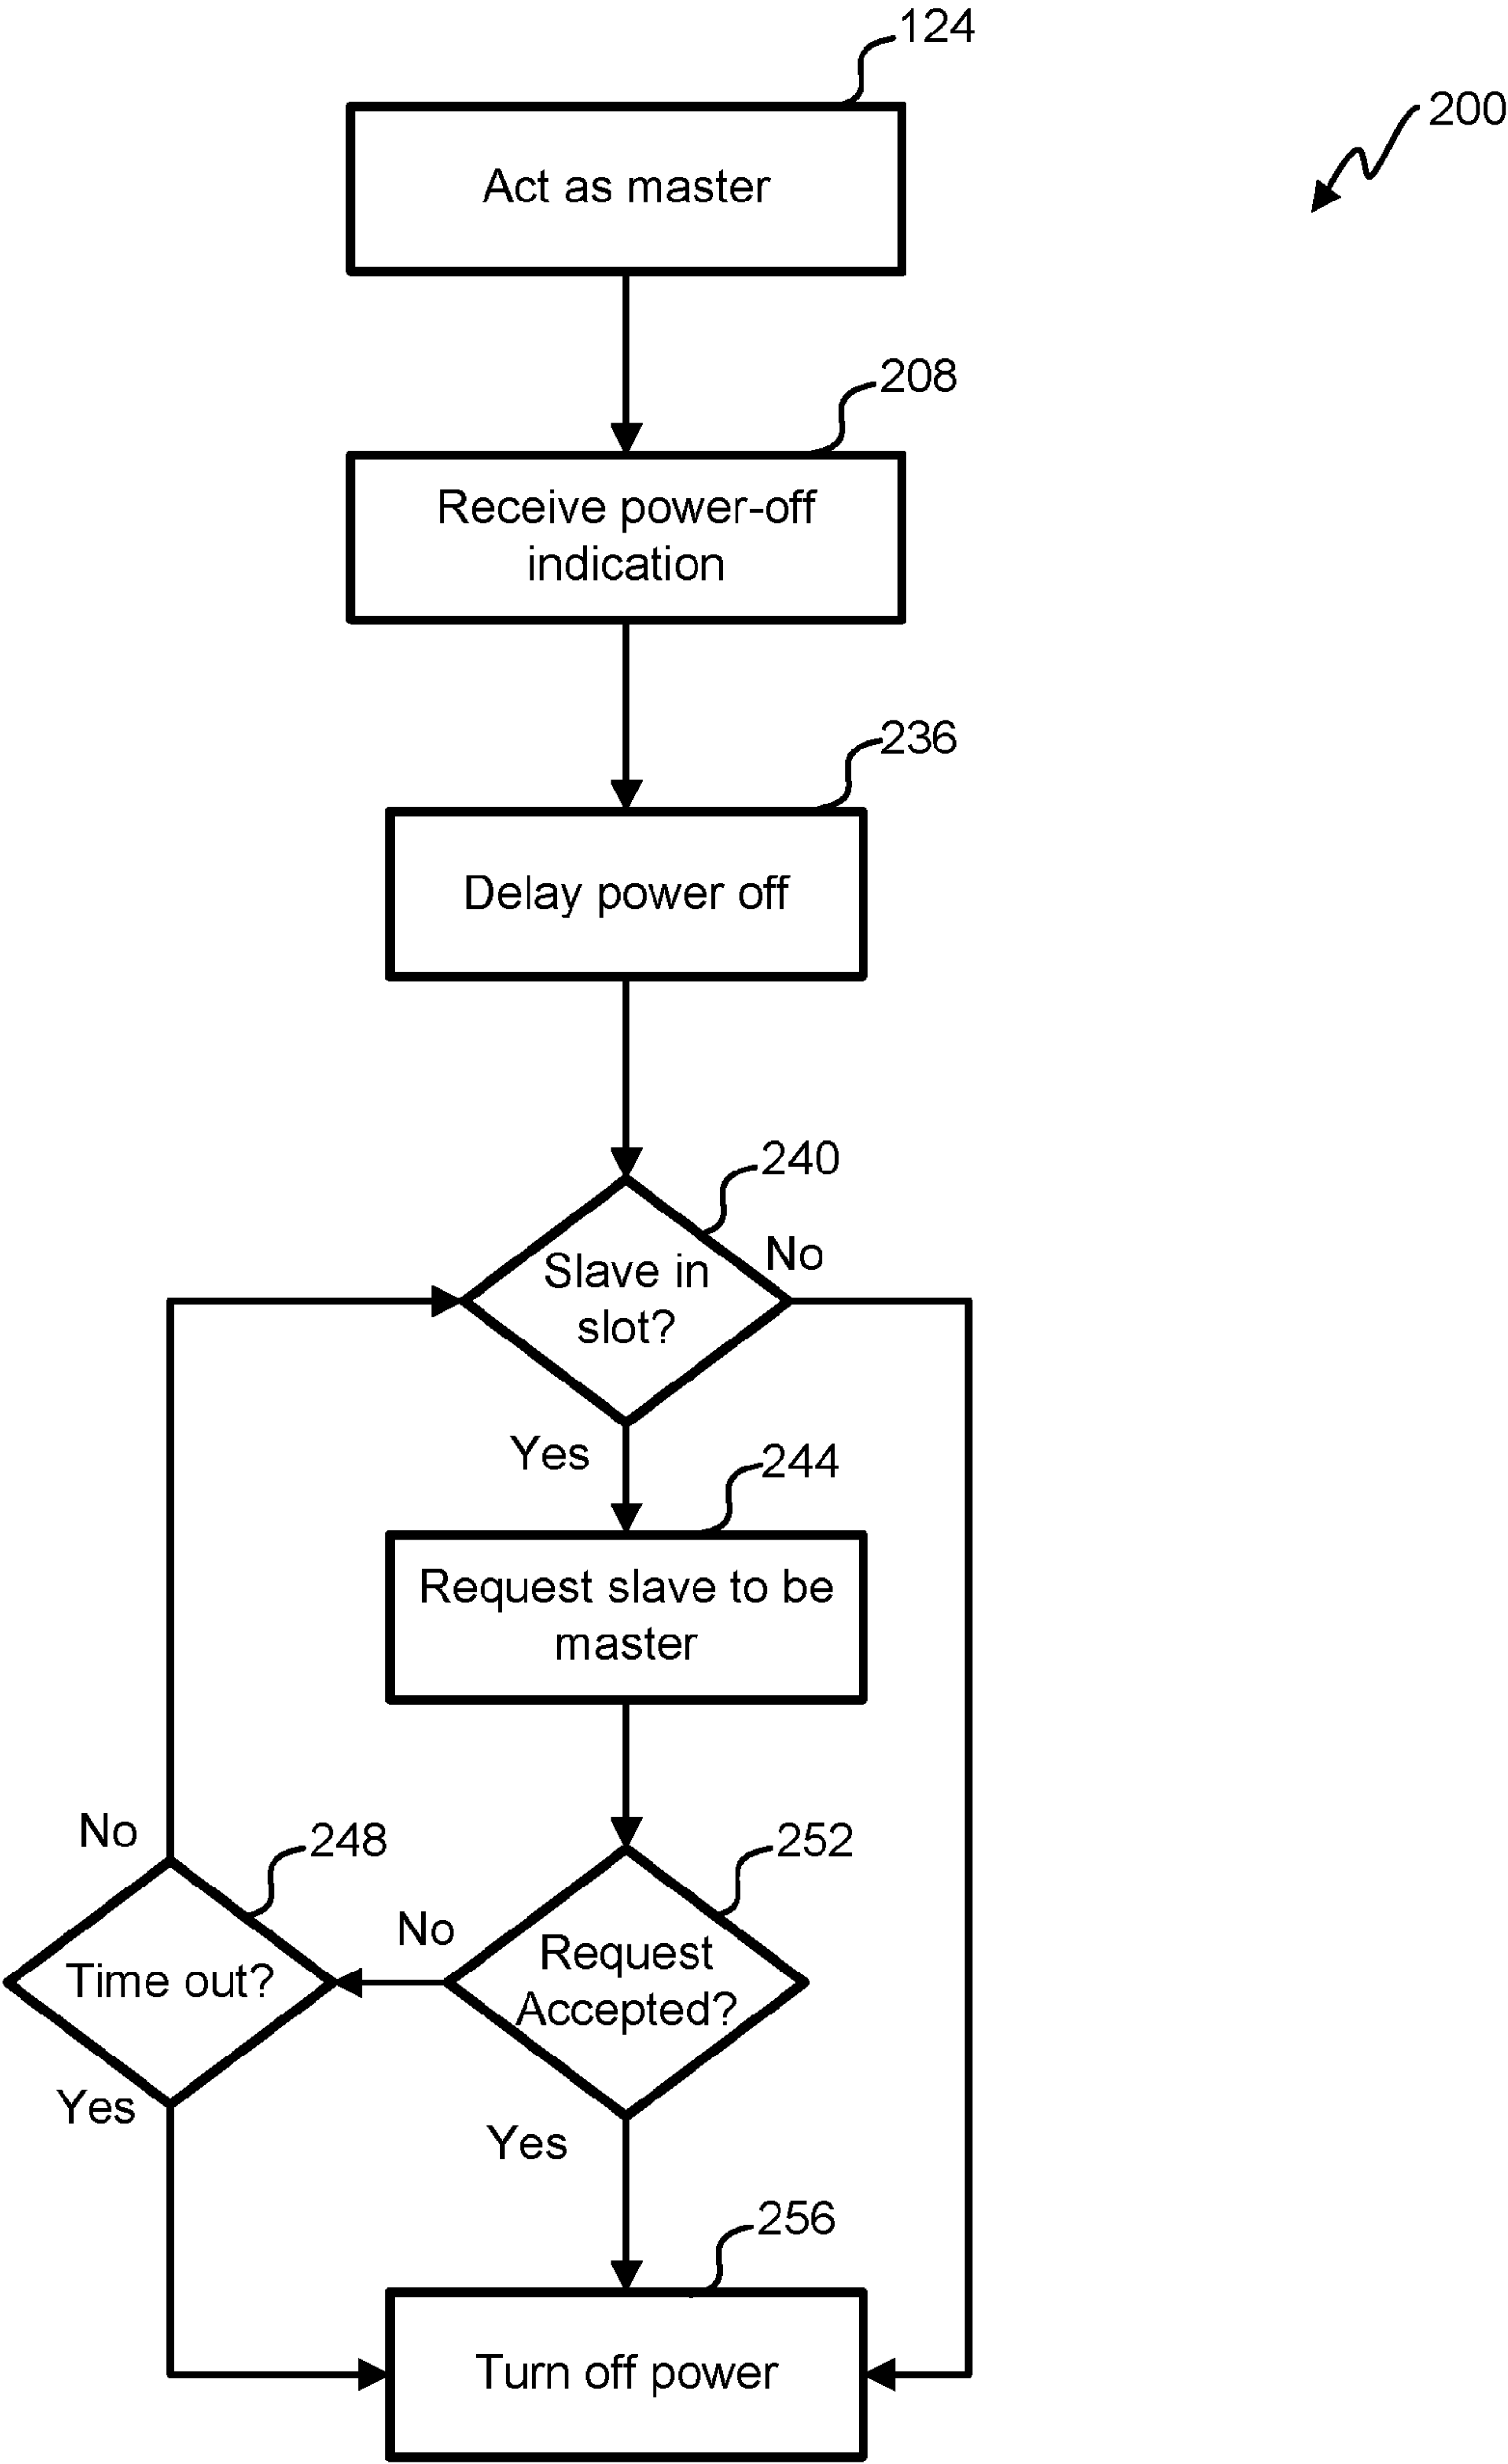 124
200
Act as master
208
Receive power-off
indication
236
Delay power off
240
No
Slave in
slot?
Yes
244
Request slave to be
master
No
248
252
No
Time out?
Request
Accepted?
Yes
Yes
256
Turn off power